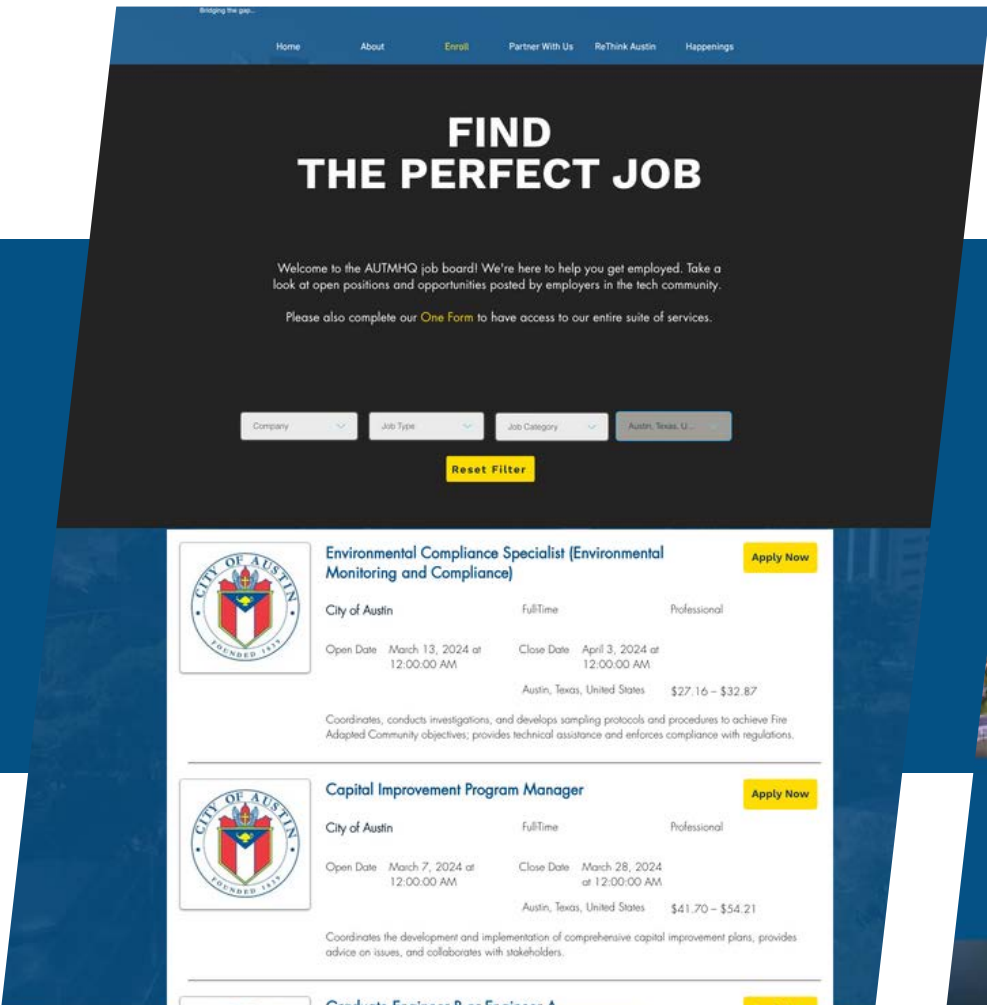 Bridging the gap...
Home About Enroll Partner With Us ReThink Austin Happenings
FIND
THE PERFECT JOB
Welcome to the AUTMHQ job board! We're here to help you get employed. Take a
look at open positions and opportunities posted by employers in the tech community.
Please also complete our One Form to have access to our entire suite of services.
Company Job Type Job Category Austin, Texas, U...
Reset Filter
CITY OF AUSTIN
FOUNDED 1839
Environmental Compliance Specialist (Environmental
Monitoring and Compliance)
Apply Now
City of Austin Full-Time Professional
Open Date March 13, 2024 at
12:00:00 AM
Close Date April 3, 2024 at
12:00:00 AM
Austin, Texas, United States $27.16 – $32.87
Coordinates, conducts investigations, and develops sampling protocols and procedures to achieve Fire
Adapted Community objectives; provides technical assistance and enforces compliance with regulations.
CITY OF AUSTIN
FOUNDED 1839
Capital Improvement Program Manager
Apply Now
City of Austin Full-Time Professional
Open Date March 7, 2024 at
12:00:00 AM
Close Date March 28, 2024
at 12:00:00 AM
Austin, Texas, United States $41.70 – $54.21
Coordinates the development and implementation of comprehensive capital improvement plans, provides
advice on issues, and collaborates with stakeholders.
Graduate Engineer B or Engineer A